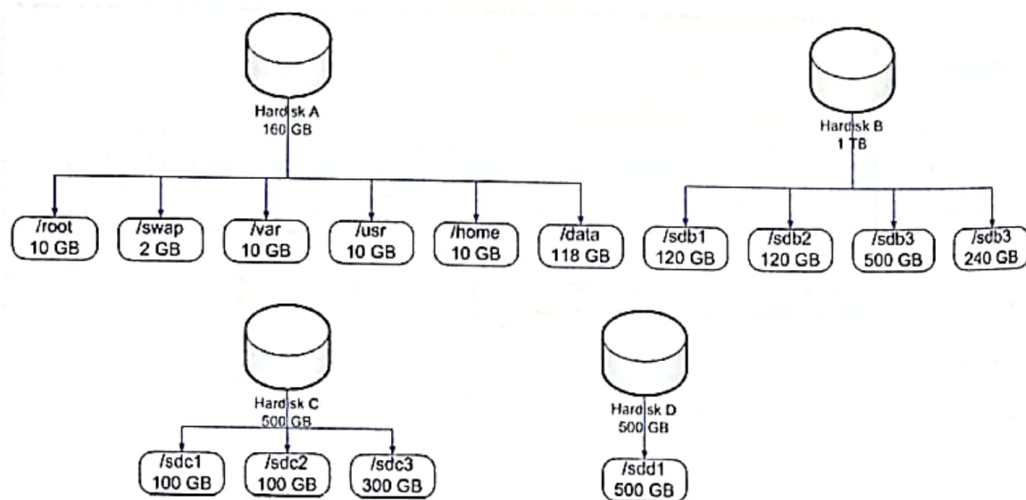 Hardisk A
160 GB
Hardisk B
1 TB
/root
10 GB
/swap
2 GB
/var
10 GB
/usr
10 GB
/home
10 GB
/data
118 GB
/sdb1
120 GB
/sdb2
120 GB
/sdb3
500 GB
/sdb3
240 GB
Hardisk C
500 GB
Hardisk D
500 GB
/sdc1
100 GB
/sdc2
100 GB
/sdc3
300 GB
/sdd1
500 GB